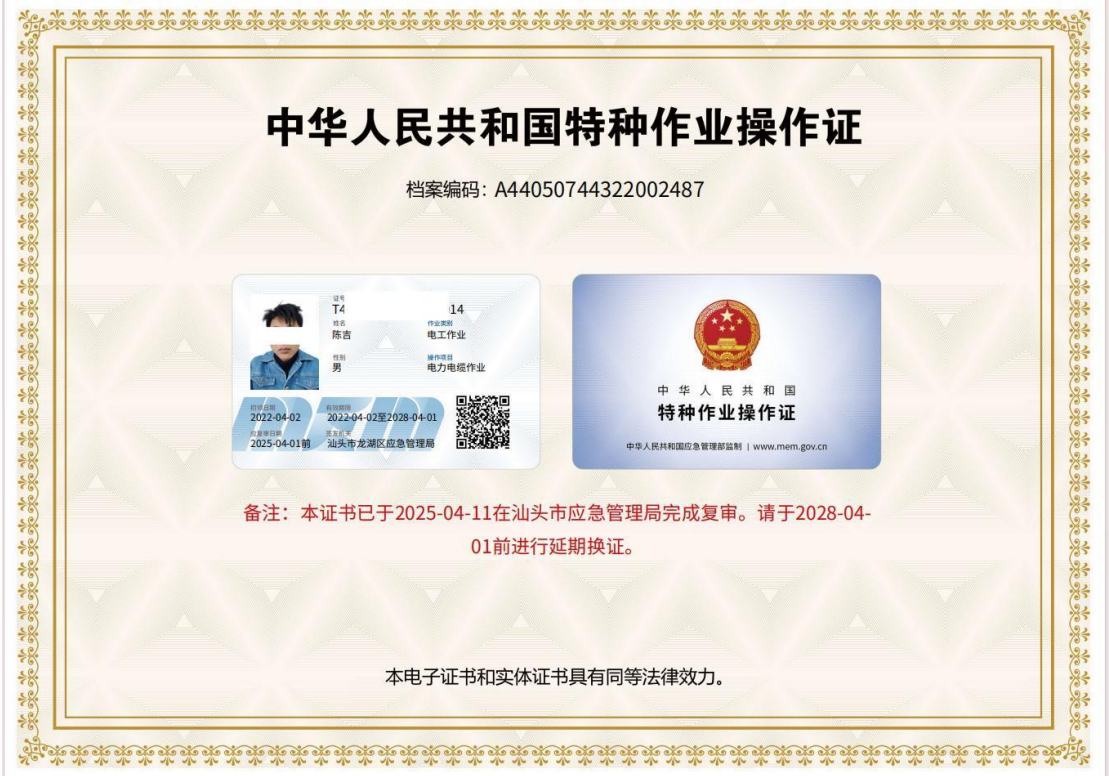 中华人民共和国特种作业操作证
档案编码：A44050744322002487
证号
T4 14
姓名 作业类别
陈吉 电工作业
性别 操作项目
男 电力电缆作业
初领日期 有效期限
2022-04-02 2022-04-02至2028-04-01
应复审日期 签发机关
2025-04-01前 汕头市龙湖区应急管理局
MEM
中华人民共和国
特种作业操作证
中华人民共和国应急管理部监制 | www.mem.gov.cn
备注：本证书已于2025-04-11在汕头市应急管理局完成复审。请于2028-04-
01前进行延期换证。
本电子证书和实体证书具有同等法律效力。